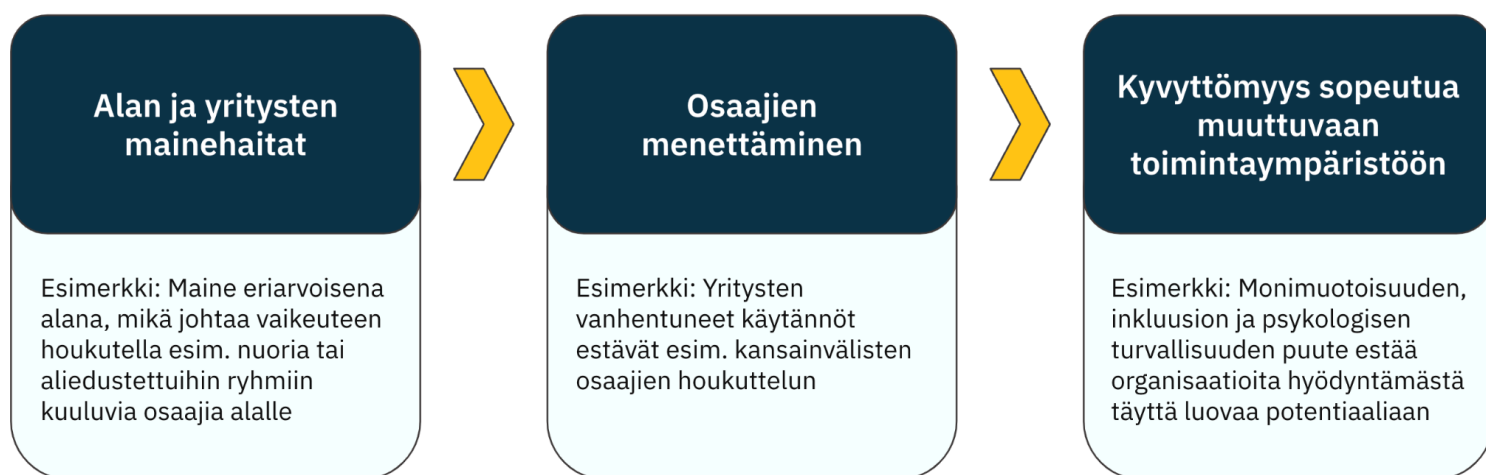 Alan ja yritysten
mainehaitat
Esimerkki: Maine eriarvoisena
alana, mikä johtaa vaikeuteen
houkutella esim. nuoria tai
aliedustettuihin ryhmiin
kuuluvia osaajia alalle
Osaajien
menettäminen
Esimerkki: Yritysten
vanhentuneet käytännöt
estävät esim. kansainvälisten
osaajien houkuttelun
Kyvyttömyys sopeutua
muuttuvaan
toimintaympäristöön
Esimerkki: Monimuotoisuuden,
inkluusion ja psykologisen
turvallisuuden puute estää
organisaatioita hyödyntämästä
täyttä luovaa potentiaaliaan